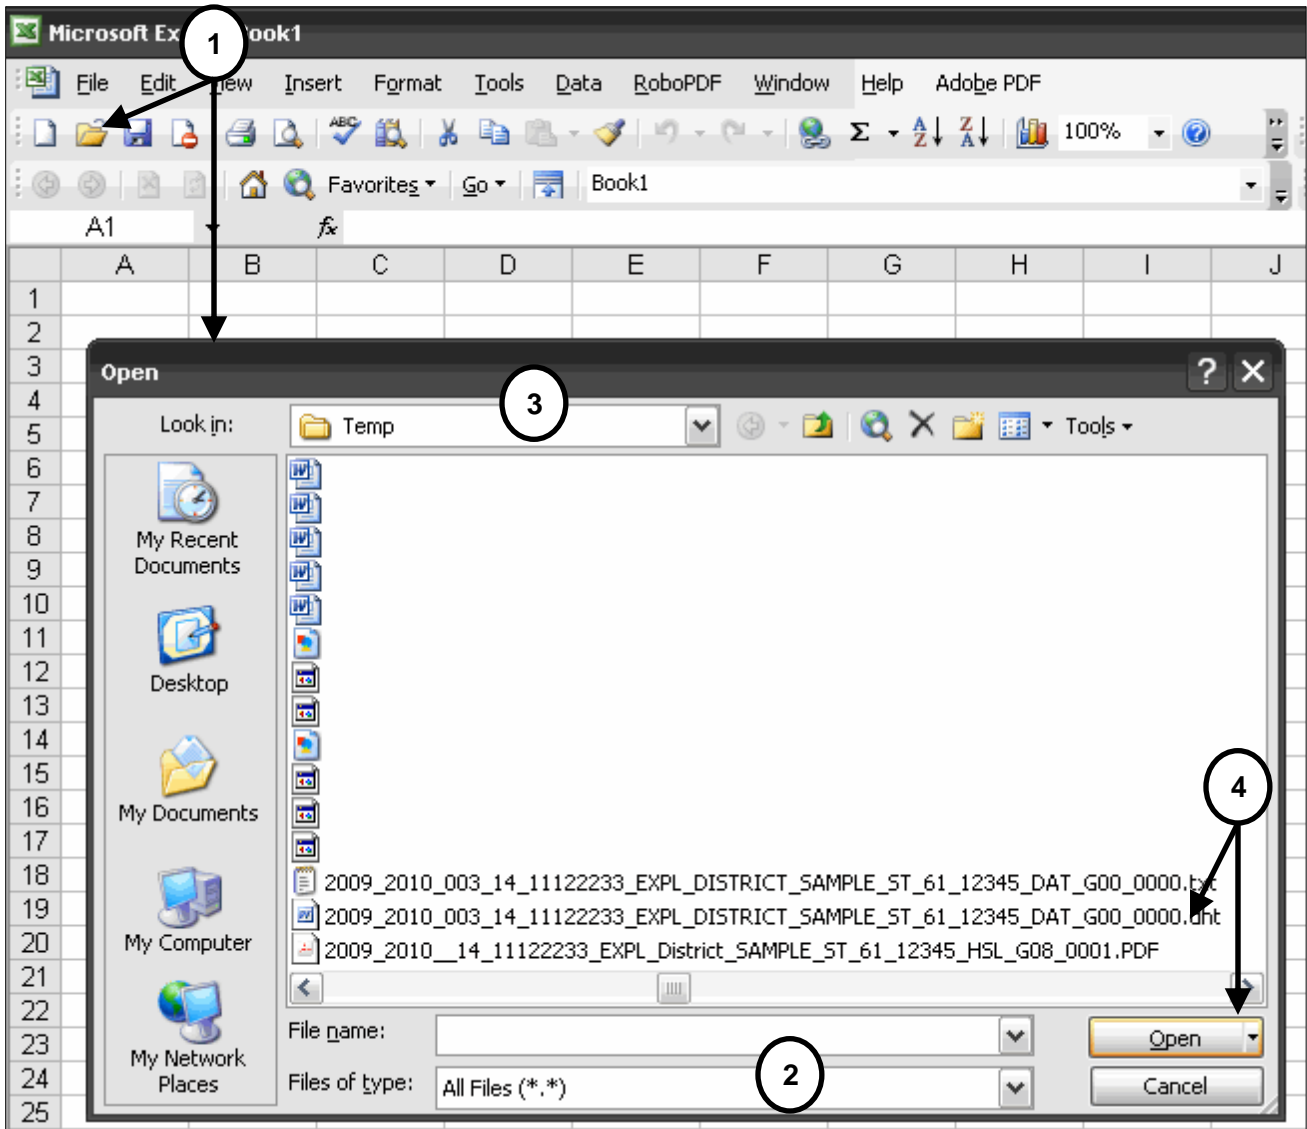 Microsoft Ex ook1
1
File Edit iew Insert Format Tools Data RoboPDF Window Help Adobe PDF
ABC Σ A Z Z A 100% ?
Favorites Go Book1
A1 fx
A B C D E F G H I J
1
2
3
4
5
6
7
8
9
10
11
12
13
14
15
16
17
18
19
20
21
22
23
24
25
Open ?
3
Look in: Temp Tools
My Recent
Documents
Desktop
My Documents
My Computer
My Network
Places
4
2009_2010_003_14_11122233_EXPL_DISTRICT_SAMPLE_ST_61_12345_DAT_G00_0000.txt
2009_2010_003_14_11122233_EXPL_DISTRICT_SAMPLE_ST_61_12345_DAT_G00_0000.dht
2009_2010__14_11122233_EXPL_District_SAMPLE_ST_61_12345_HSL_G08_0001.PDF
File name: Open
2
Files of type: All Files (*.*) Cancel